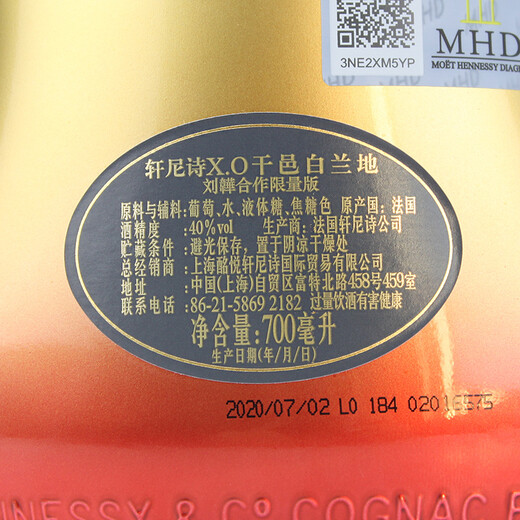 3NE2XM5YP
MHD
MOËT HENNESSY DIAG
轩尼诗X.O干邑白兰地
刘韡合作限量版
原料与辅料:葡萄、水、液体糖、焦糖色 原产国:法国
酒精度:40%vol 生产商:法国轩尼诗公司
贮藏条件:避光保存,置于阴凉干燥处
总经销商:上海酩悦轩尼诗国际贸易有限公司
地址:中国(上海)自贸区富特北路458号459室
联系电话:86-21-5869 2182 过量饮酒有害健康
净含量:700毫升
生产日期(年/月/日)
2020/07/02 L0 184 02016575
NNESSY & Cº COGNAC F